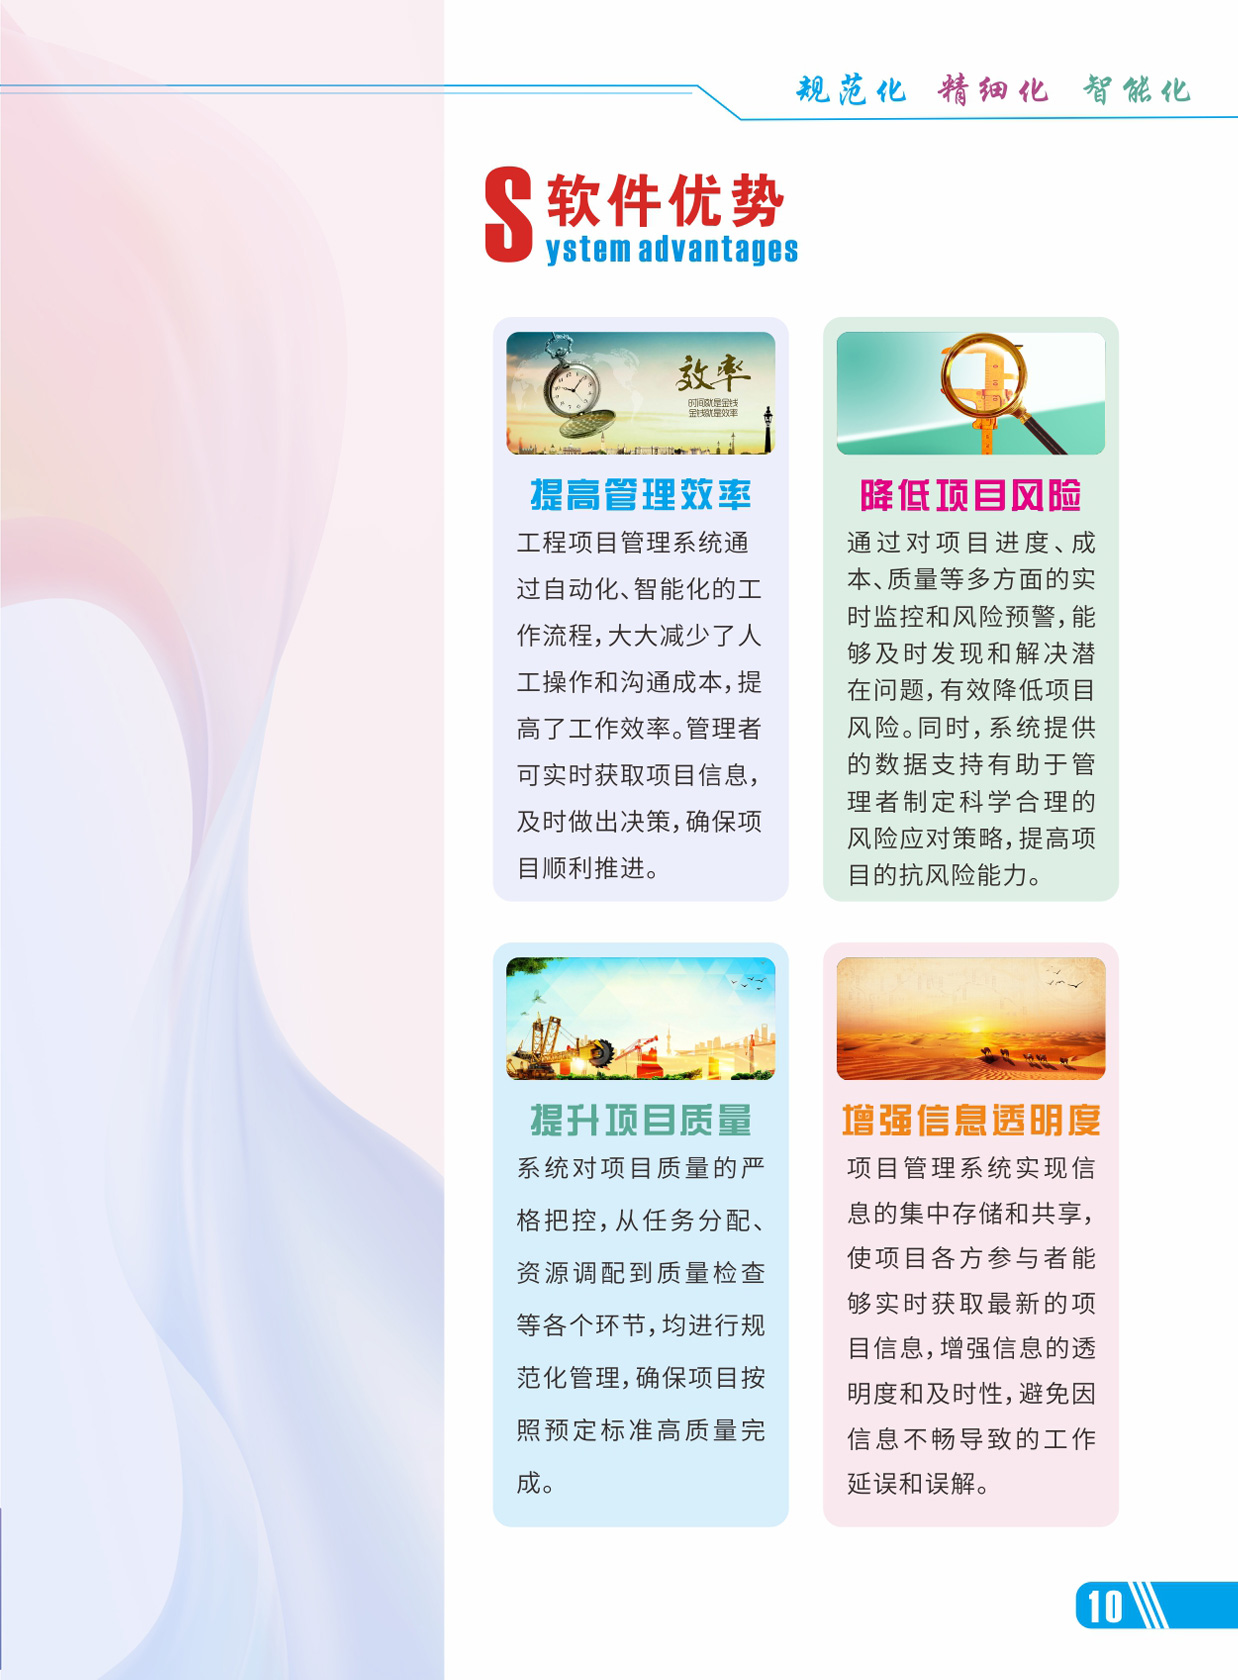 规范化 精细化 智能化
软件优势
System advantages
效率
时间就是金钱
金钱就是效率
提高管理效率
工程项目管理系统通
过自动化、智能化的工
作流程，大大减少了人
工操作和沟通成本，提
高了工作效率。管理者
可实时获取项目信息，
及时做出决策，确保项
目顺利推进。
降低项目风险
通过对项目进度、成
本、质量等多方面的实
时监控和风险预警，能
够及时发现和解决潜
在问题，有效降低项目
风险。同时，系统提供
的数据支持有助于管
理者制定科学合理的
风险应对策略，提高项
目的抗风险能力。
提升项目质量
系统对项目质量的严
格把控，从任务分配、
资源调配到质量检查
等各个环节，均进行规
范化管理，确保项目按
照预定标准高质量完
成。
增强信息透明度
项目管理系统实现信
息的集中存储和共享，
使项目各方参与者能
够实时获取最新的项
目信息，增强信息的透
明度和及时性，避免因
信息不畅导致的工作
延误和误解。
10